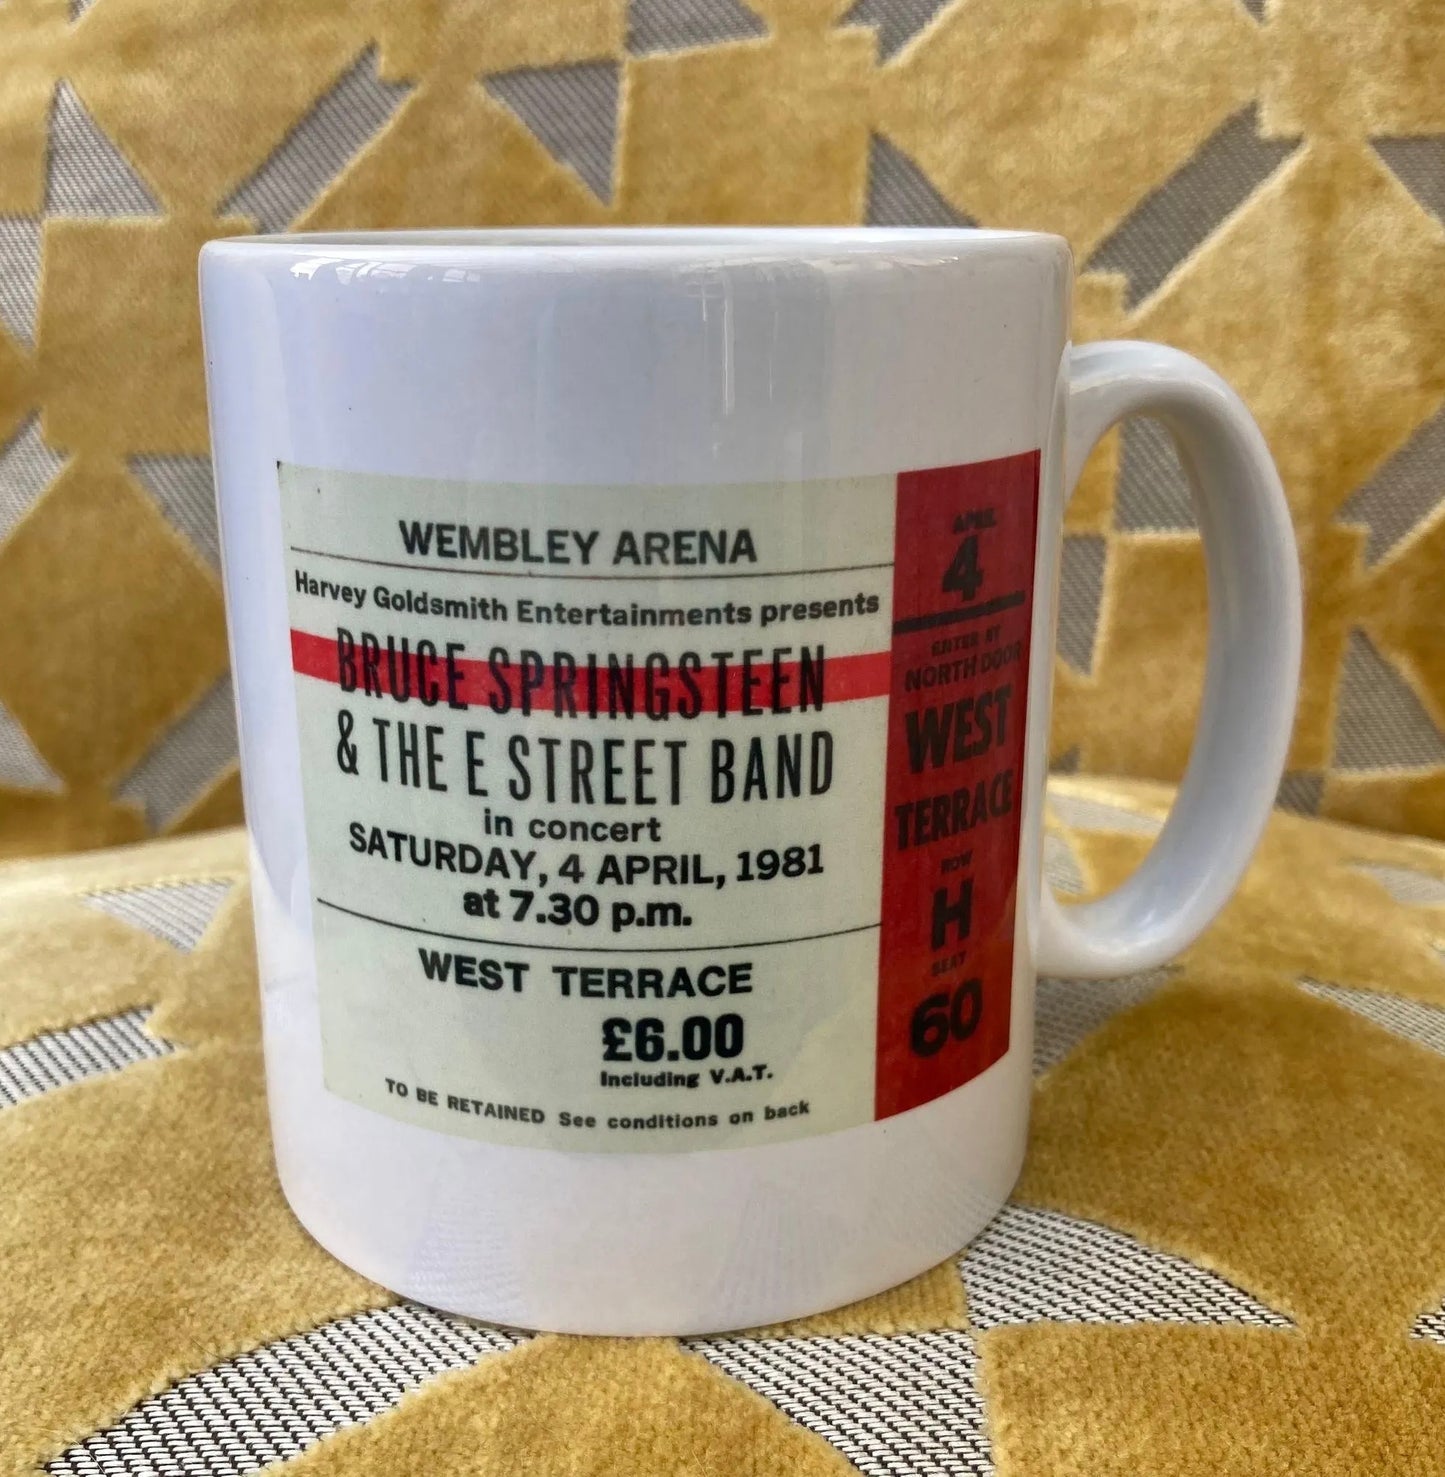 WEMBLEY ARENA
Harvey Goldsmith Entertainments presents
BRUCE SPRINGSTEEN
& THE E STREET BAND
in concert
SATURDAY, 4 APRIL, 1981
at 7.30 p.m.
WEST TERRACE
£6.00
Including V.A.T.
TO BE RETAINED See conditions on back
APRIL
4
ENTER BY
NORTH DOOR
WEST
TERRACE
ROW
H
SEAT
60